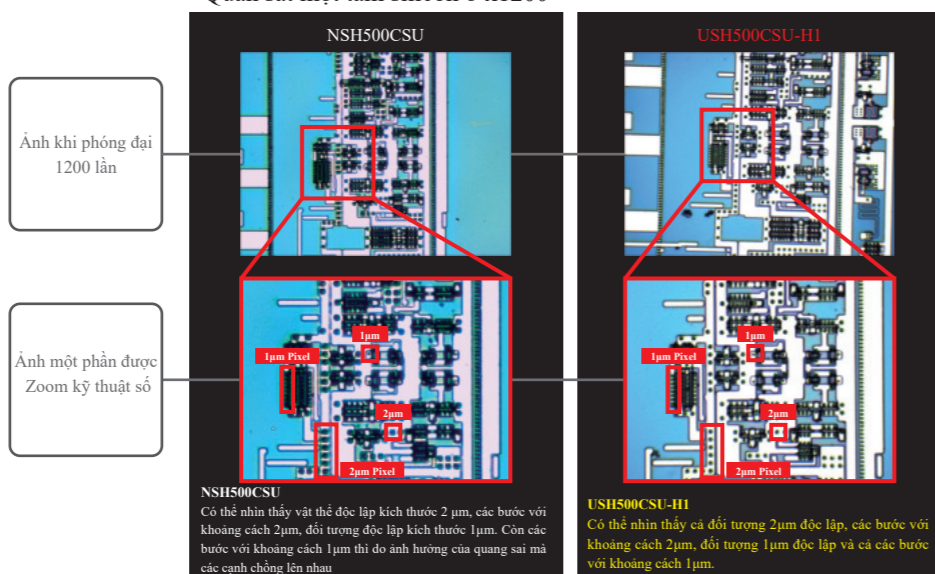 NSH500CSU
USH500CSU-H1
Ảnh khi phóng đại
1200 lần
Ảnh một phần được
Zoom kỹ thuật số
1μm
1μm Pixel
2μm
2μm Pixel
1μm
1μm Pixel
2μm
2μm Pixel
NSH500CSU
Có thể nhìn thấy vật thể độc lập kích thước 2 μm, các bước với
khoảng cách 2μm, đối tượng độc lập kích thước 1μm. Còn các
bước với khoảng cách 1μm thì do ảnh hưởng của quang sai mà
các cạnh chồng lên nhau
USH500CSU-H1
Có thể nhìn thấy cả đối tượng 2μm độc lập, các bước với
khoảng cách 2μm, đối tượng 1μm độc lập và cả các bước
với khoảng cách 1μm.